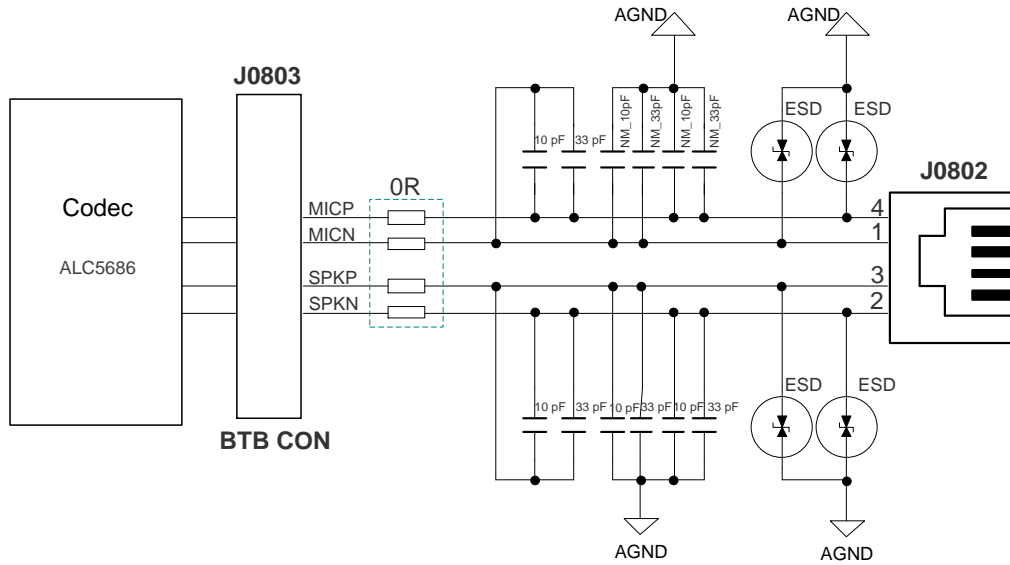 AGND
AGND
J0803
10 pF
33 pF
NM_10pF
NM_33pF
NM_10pF
NM_33pF
ESD
ESD
J0802
0R
Codec
ALC5686
MICP
MICN
SPKP
SPKN
4
1
3
2
10 pF
33 pF
10 pF
33 pF
10 pF
33 pF
ESD
ESD
BTB CON
AGND
AGND